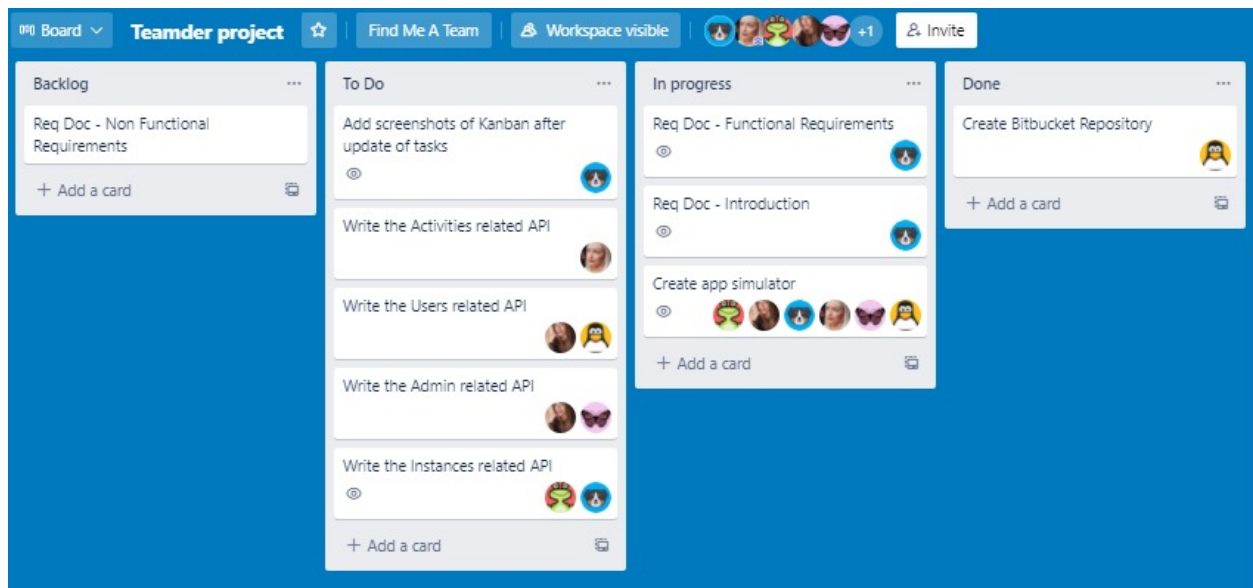 Board
Teamder project
Find Me A Team
Workspace visible
+1
Invite
Backlog
Req Doc - Non Functional
Requirements
+ Add a card
To Do
Add screenshots of Kanban after
update of tasks
Write the Activities related API
Write the Users related API
Write the Admin related API
Write the Instances related API
+ Add a card
In progress
Req Doc - Functional Requirements
Req Doc - Introduction
Create app simulator
+ Add a card
Done
Create Bitbucket Repository
+ Add a card